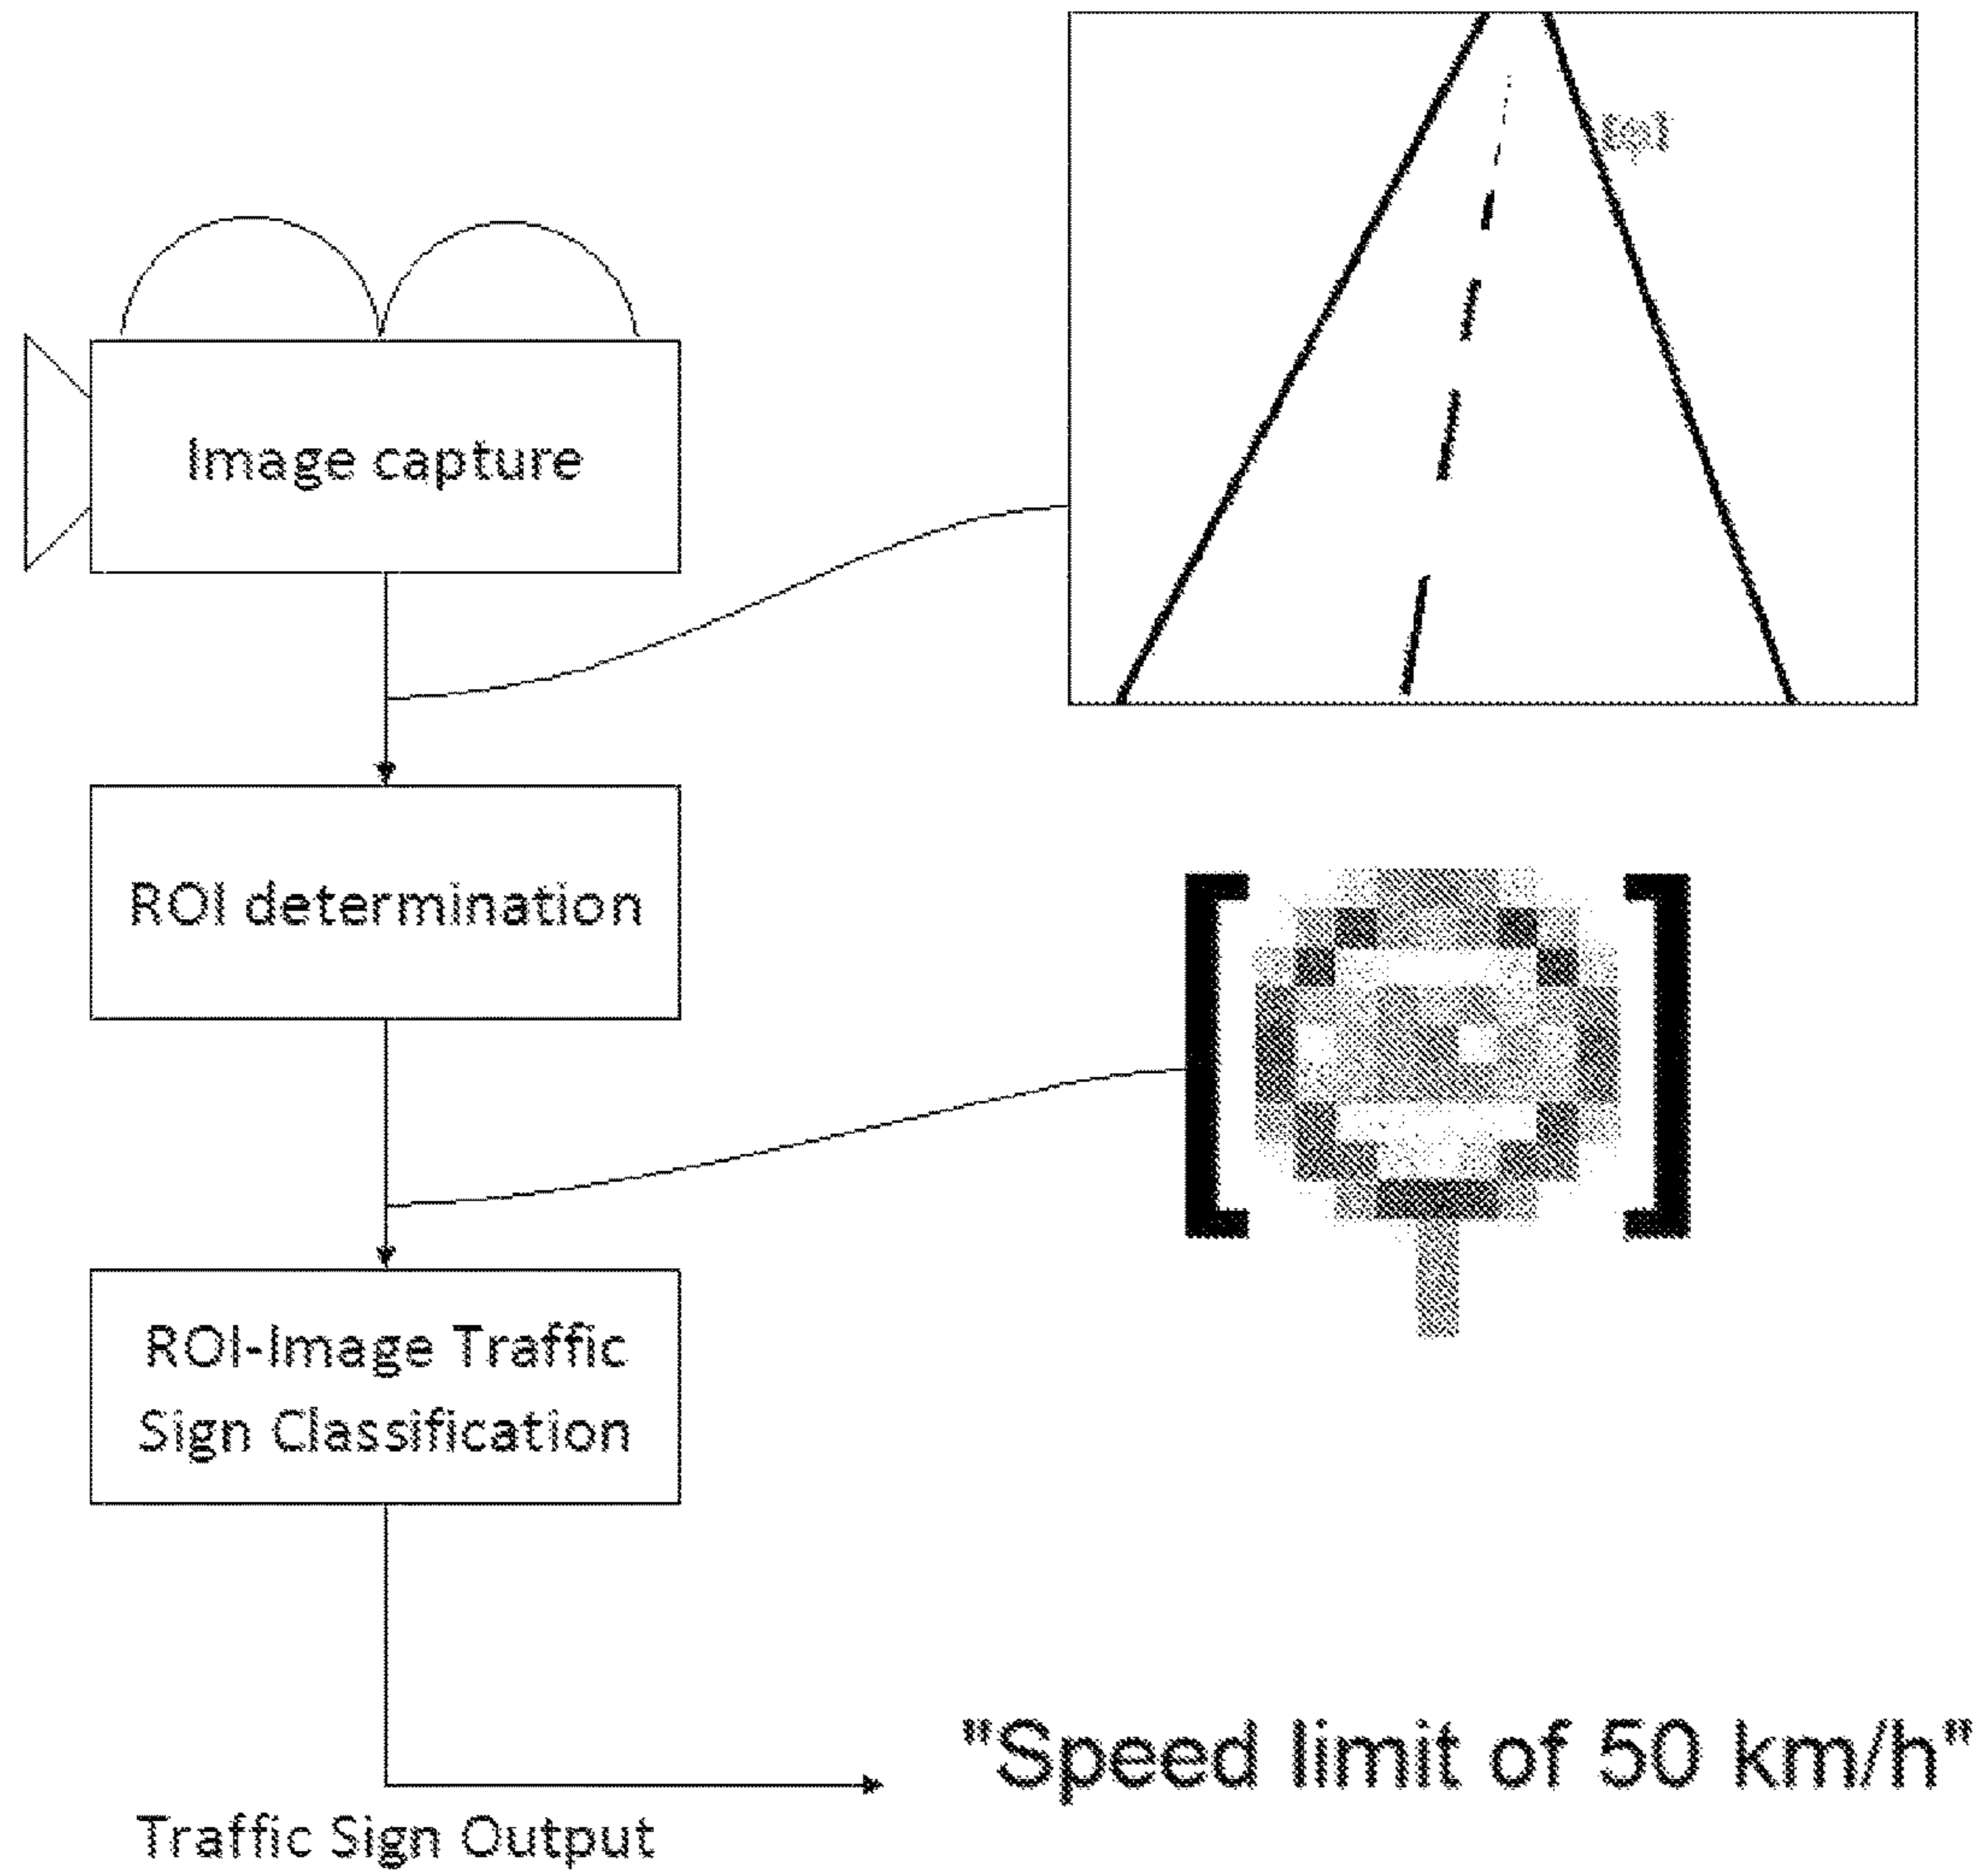 Image capture
ROI determination
ROI-Image Traffic
Sign Classification
"Speed limit of 50 km/h"
Traffic Sign Output